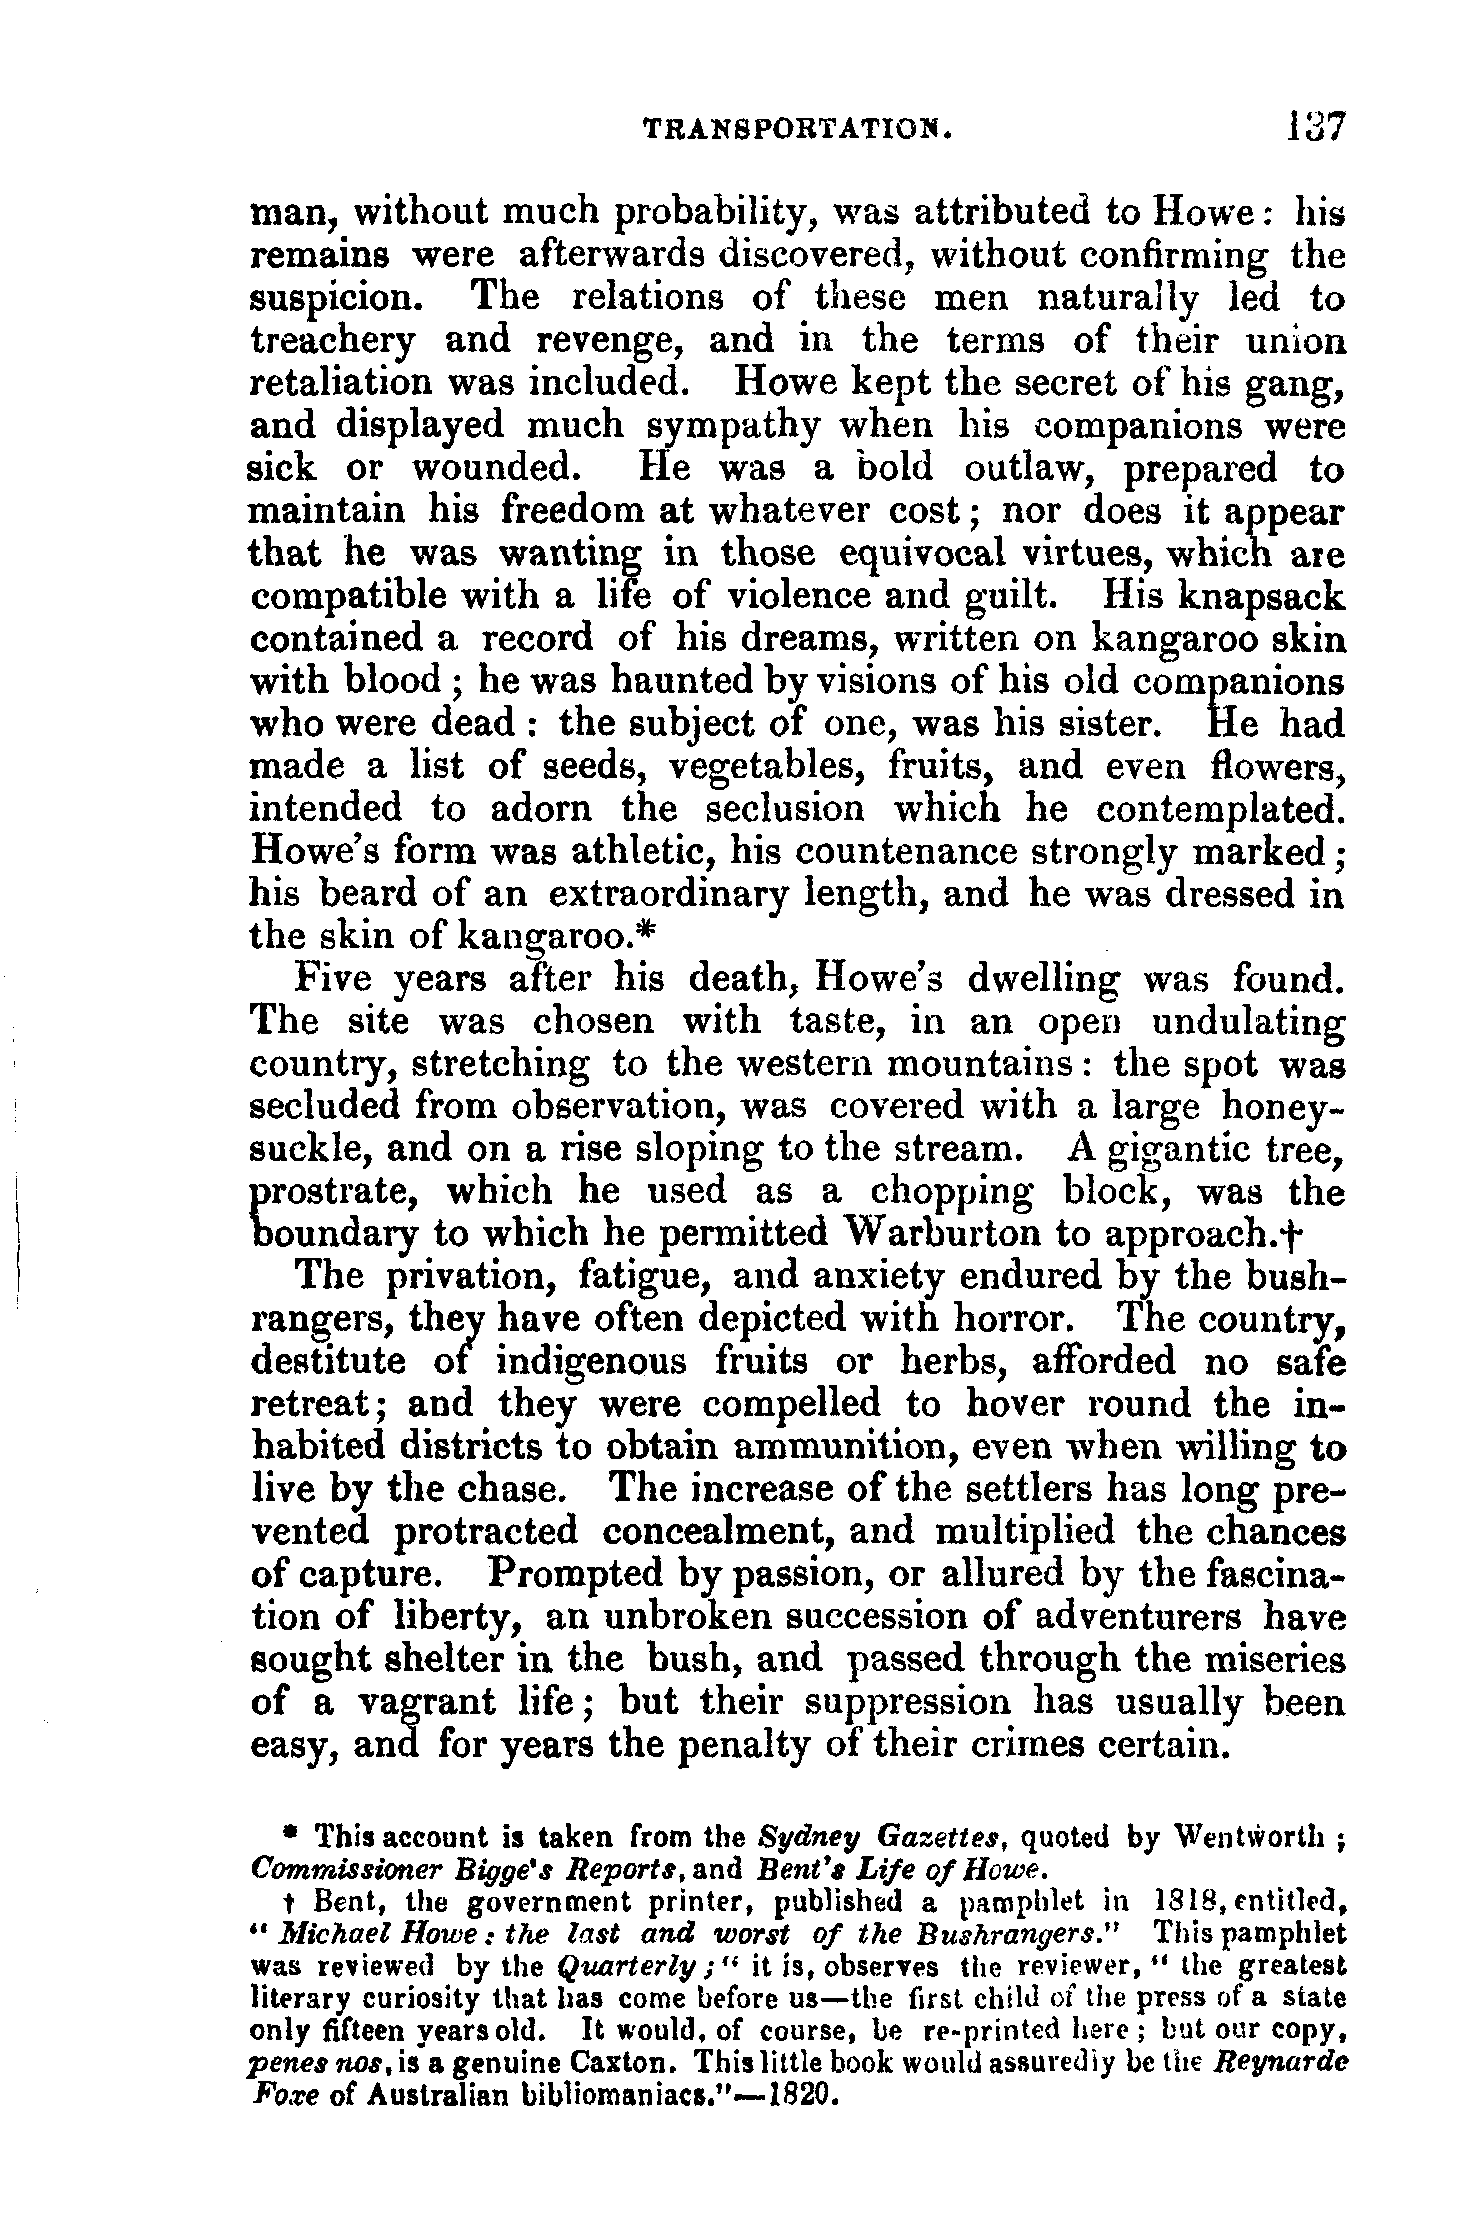 TRANSPORTATION. 137
man, without much probability, was attributed to Howe: his
remains were afterwards discovered, without confirming the
suspicion. The relations of these men naturally led to
treachery and revenge, and in the terms of their union
retaliation was included. Howe kept the secret of his gang,
and displayed much sympathy when his companions were
sick or wounded. He was a bold outlaw, prepared to
maintain his freedom at whatever cost; nor does it appear
that he was wanting in those equivocal virtues, which are
compatible with a life of violence and guilt. His knapsack
contained a record of his dreams, written on kangaroo skin
with blood; he was haunted by visions of his old companions
who were dead: the subject of one, was his sister. He had
made a list of seeds, vegetables, fruits, and even flowers,
intended to adorn the seclusion which he contemplated.
Howe's form was athletic, his countenance strongly marked;
his beard of an extraordinary length, and he was dressed in
the skin of kangaroo.*
Five years after his death, Howe's dwelling was found.
The site was chosen with taste, in an open undulating
country, stretching to the western mountains: the spot was
secluded from observation, was covered with a large honey-
suckle, and on a rise sloping to the stream. A gigantic tree,
prostrate, which he used as a chopping block, was the
boundary to which he permitted Warburton to approach.†
The privation, fatigue, and anxiety endured by the bush-
rangers, they have often depicted with horror. The country,
destitute of indigenous fruits or herbs, afforded no safe
retreat; and they were compelled to hover round the in-
habited districts to obtain ammunition, even when willing to
live by the chase. The increase of the settlers has long pre-
vented protracted concealment, and multiplied the chances
of capture. Prompted by passion, or allured by the fascina-
tion of liberty, an unbroken succession of adventurers have
sought shelter in the bush, and passed through the miseries
of a vagrant life; but their suppression has usually been
easy, and for years the penalty of their crimes certain.
* This account is taken from the Sydney Gazettes, quoted by Wentworth;
Commissioner Bigge's Reports, and Bent's Life of Howe.
† Bent, the government printer, published a pamphlet in 1818, entitled,
"Michael Howe: the last and worst of the Bushrangers." This pamphlet
was reviewed by the Quarterly;" it is, observes the reviewer, "the greatest
literary curiosity that has come before us—the first child of the press of a state
only fifteen years old. It would, of course, be re-printed here; but our copy,
penes nos, is a genuine Caxton. This little book would assuredly be the Reynarde
Foxe of Australian bibliomaniacs."—1820.